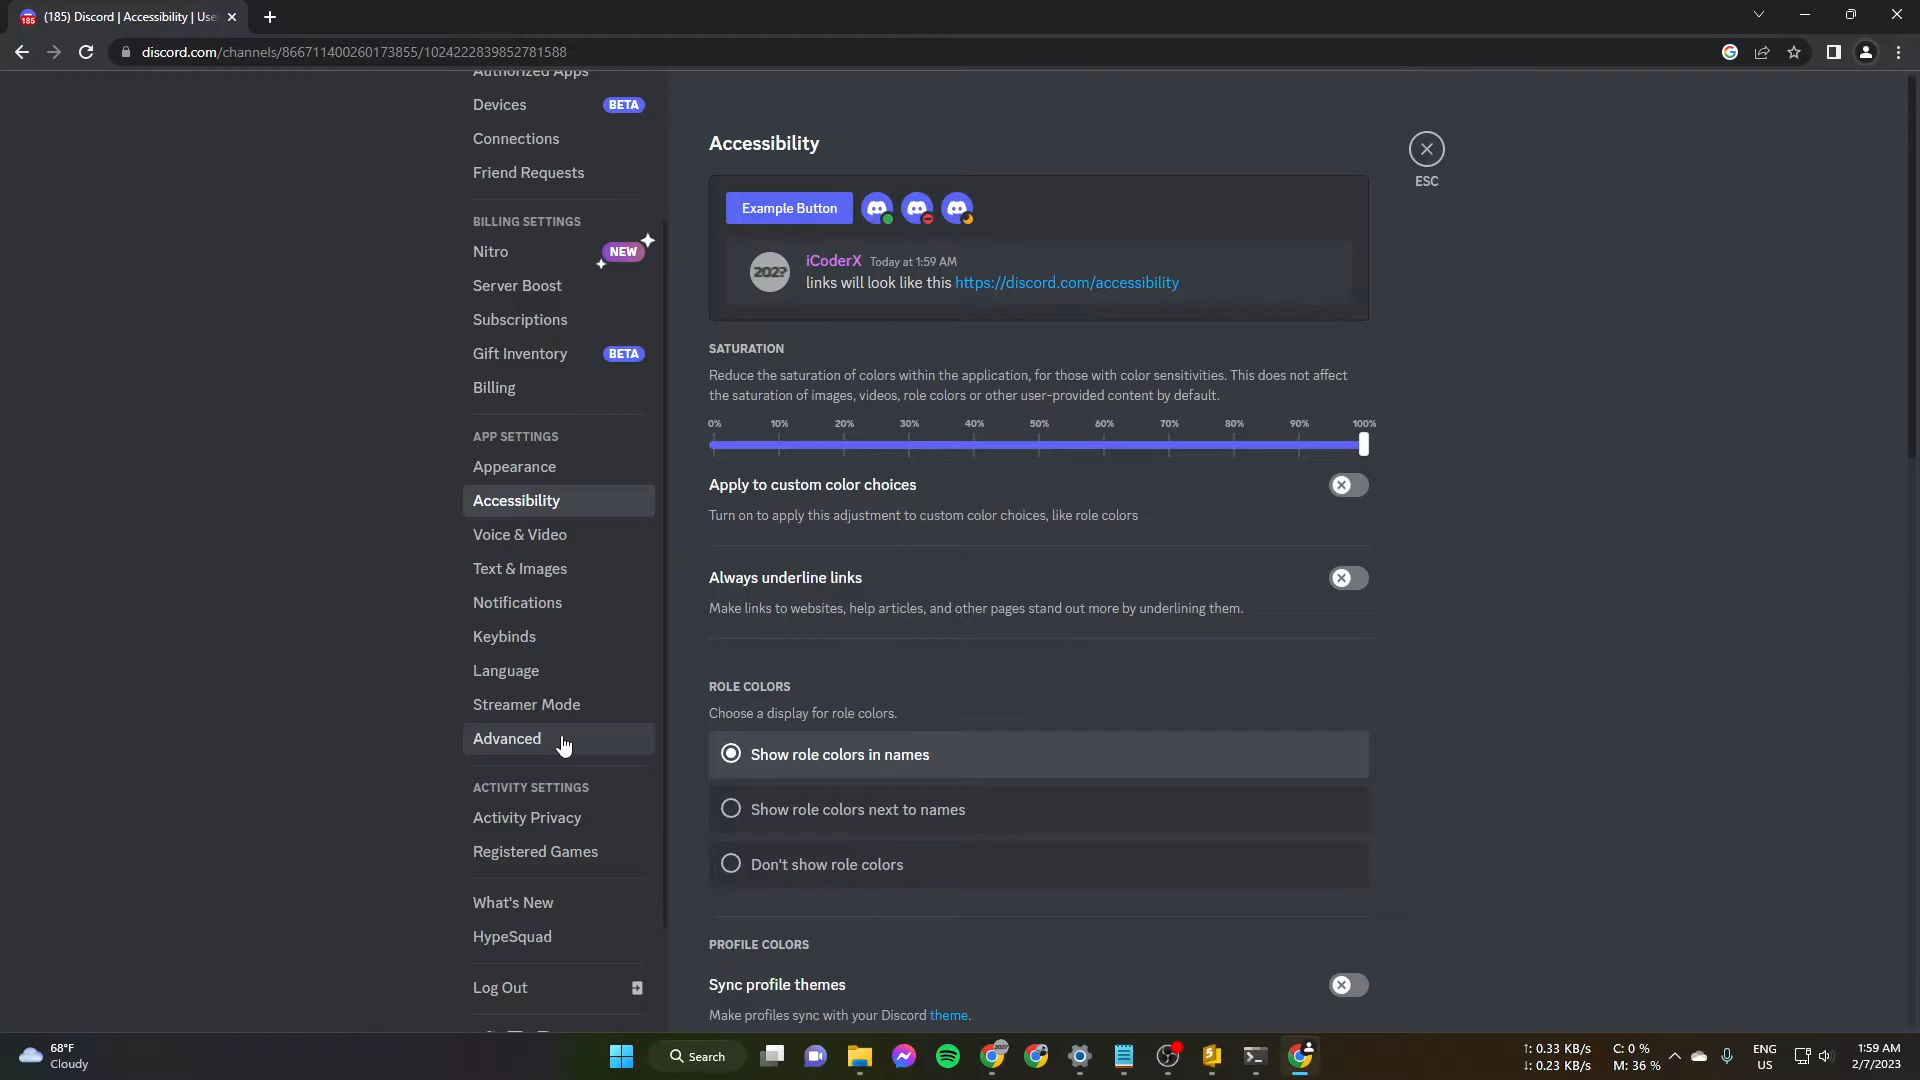 (185) Discord | Accessibility | Use
discord.com/channels/866711400260173855/1024222839852781588
Authorized Apps
Devices BETA
Connections
Friend Requests
BILLING SETTINGS
Nitro NEW
Server Boost
Subscriptions
Gift Inventory BETA
Billing
APP SETTINGS
Appearance
Accessibility
Voice & Video
Text & Images
Notifications
Keybinds
Language
Streamer Mode
Advanced
ACTIVITY SETTINGS
Activity Privacy
Registered Games
What's New
HypeSquad
Log Out
Accessibility
ESC
Example Button
202?
iCoderX Today at 1:59 AM
links will look like this https://discord.com/accessibility
SATURATION
Reduce the saturation of colors within the application, for those with color sensitivities. This does not affect
the saturation of images, videos, role colors or other user-provided content by default.
0% 10% 20% 30% 40% 50% 60% 70% 80% 90% 100%
Apply to custom color choices
Turn on to apply this adjustment to custom color choices, like role colors
Always underline links
Make links to websites, help articles, and other pages stand out more by underlining them.
ROLE COLORS
Choose a display for role colors.
Show role colors in names
Show role colors next to names
Don't show role colors
PROFILE COLORS
Sync profile themes
Make profiles sync with your Discord theme.
68°F
Cloudy
Search
↑: 0.33 KB/s
↓: 0.23 KB/s
C: 0 %
M: 36 %
ENG
US
1:59 AM
2/7/2023